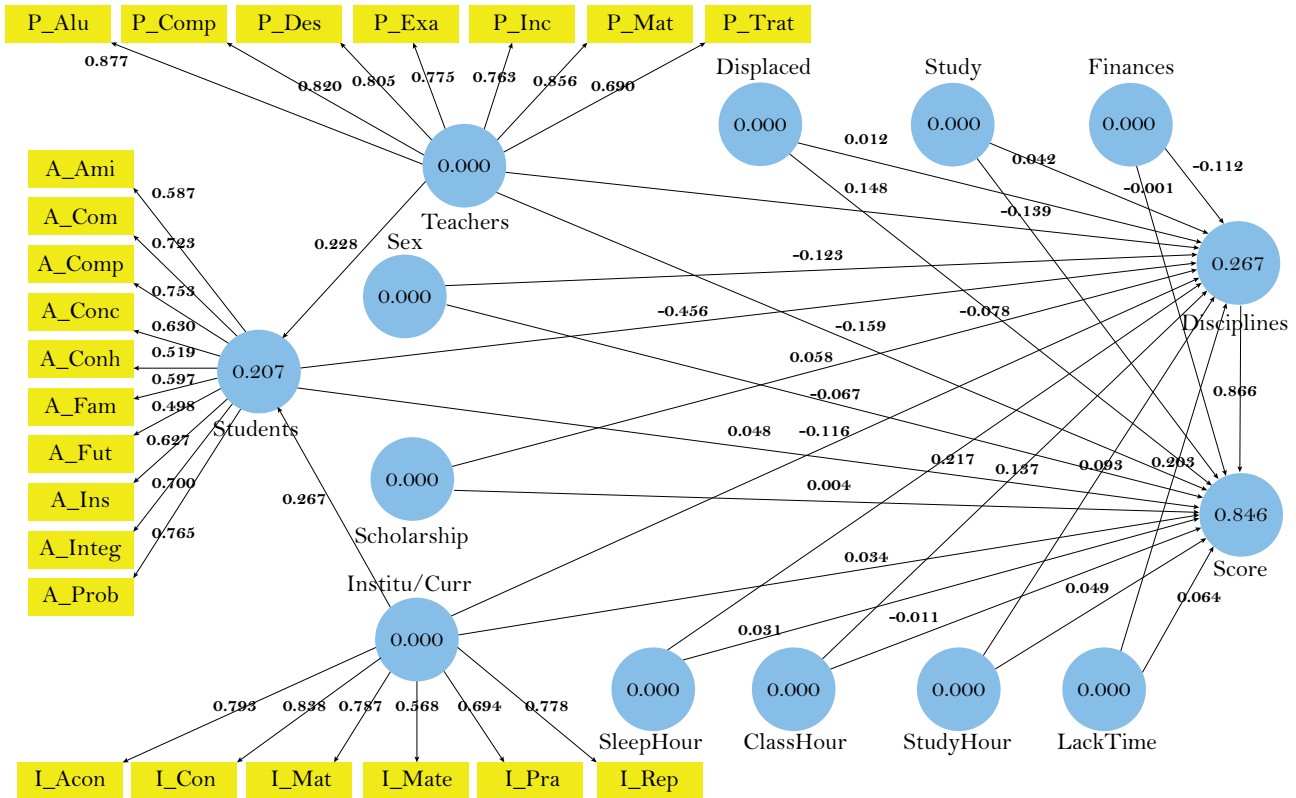 P_Alu P_Comp P_Des P_Exa P_Inc P_Mat P_Trat
0.877 0.820 0.805 0.775 0.763 0.856 0.690
Displaced Study Finances
0.000 0.000 0.000
0.012 0.042 -0.112
0.148 -0.139 -0.001
0.000
Teachers
A_Ami
A_Com
A_Comp
A_Conc
A_Conh
A_Fam
A_Fut
A_Ins
A_Integ
A_Prob
0.587
0.723
0.753
0.630
0.519
0.597
0.498
0.627
0.700
0.765
0.228
Sex
0.000
0.207
Students
-0.123
0.267
Disciplines
-0.456 -0.159 -0.078
0.058
-0.067
0.866
0.048 -0.116
0.217 0.137 0.093 0.203
0.000
Scholarship
0.004
0.846
Score
0.267
Institu/Curr
0.000
0.034
0.031 -0.011 0.049 0.064
0.000 0.000 0.000 0.000
SleepHour ClassHour StudyHour LackTime
0.793 0.838 0.787 0.568 0.694 0.778
I_Acon I_Con I_Mat I_Mate I_Pra I_Rep